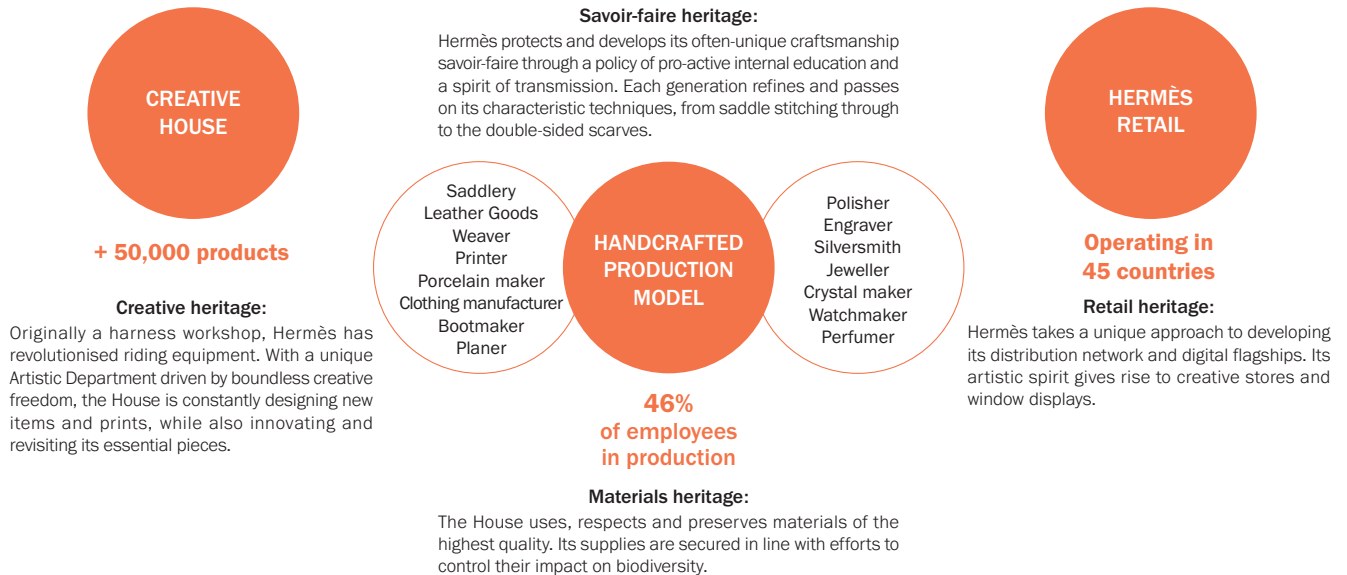 CREATIVE
HOUSE
+ 50,000 products
Creative heritage:
Originally a harness workshop, Hermès has
revolutionised riding equipment. With a unique
Artistic Department driven by boundless creative
freedom, the House is constantly designing new
items and prints, while also innovating and
revisiting its essential pieces.
Savoir-faire heritage:
Hermès protects and develops its often-unique craftsmanship
savoir-faire through a policy of pro-active internal education and
a spirit of transmission. Each generation refines and passes
on its characteristic techniques, from saddle stitching through
to the double-sided scarves.
Saddlery
Leather Goods
Weaver
Printer
Porcelain maker
Clothing manufacturer
Bootmaker
Planer
HANDCRAFTED
PRODUCTION
MODEL
Polisher
Engraver
Silversmith
Jeweller
Crystal maker
Watchmaker
Perfumer
46%
of employees
in production
Materials heritage:
The House uses, respects and preserves materials of the
highest quality. Its supplies are secured in line with efforts to
control their impact on biodiversity.
HERMÈS
RETAIL
Operating in
45 countries
Retail heritage:
Hermès takes a unique approach to developing
its distribution network and digital flagships. Its
artistic spirit gives rise to creative stores and
window displays.